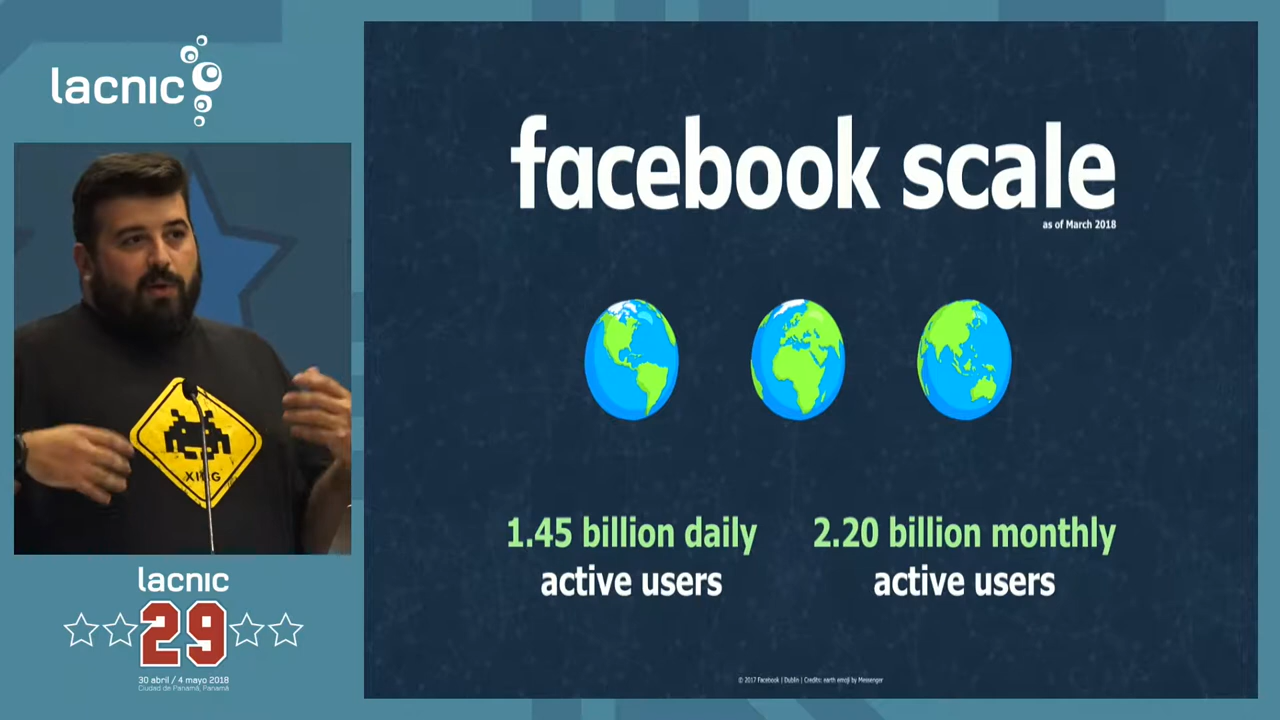 lacnic
XING
lacnic
29
30 abril / 4 mayo 2018
Ciudad de Panamá, Panamá
facebook scale
as of March 2018
1.45 billion daily
active users
2.20 billion monthly
active users
© 2017 Facebook | Dublin | Credits: earth emoji by Messenger